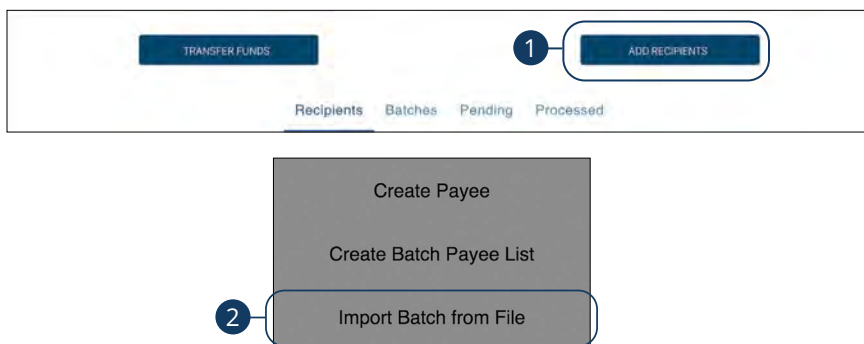 TRANSFER FUNDS
1
ADD RECIPIENTS
Recipients Batches Pending Processed
Create Payee
Create Batch Payee List
2
Import Batch from File